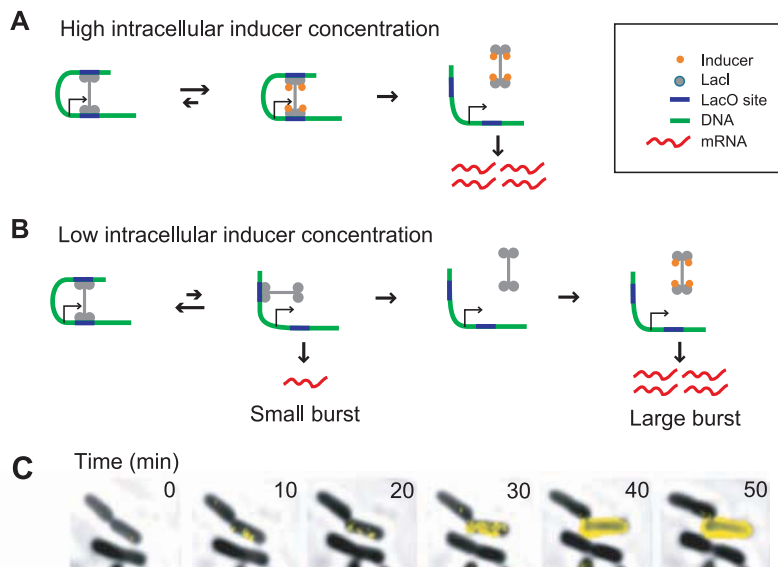 A
High intracellular inducer concentration
Inducer
LacI
LacO site
DNA
mRNA
B
Low intracellular inducer concentration
Small burst
Large burst
C
Time (min)
0
10
20
30
40
50